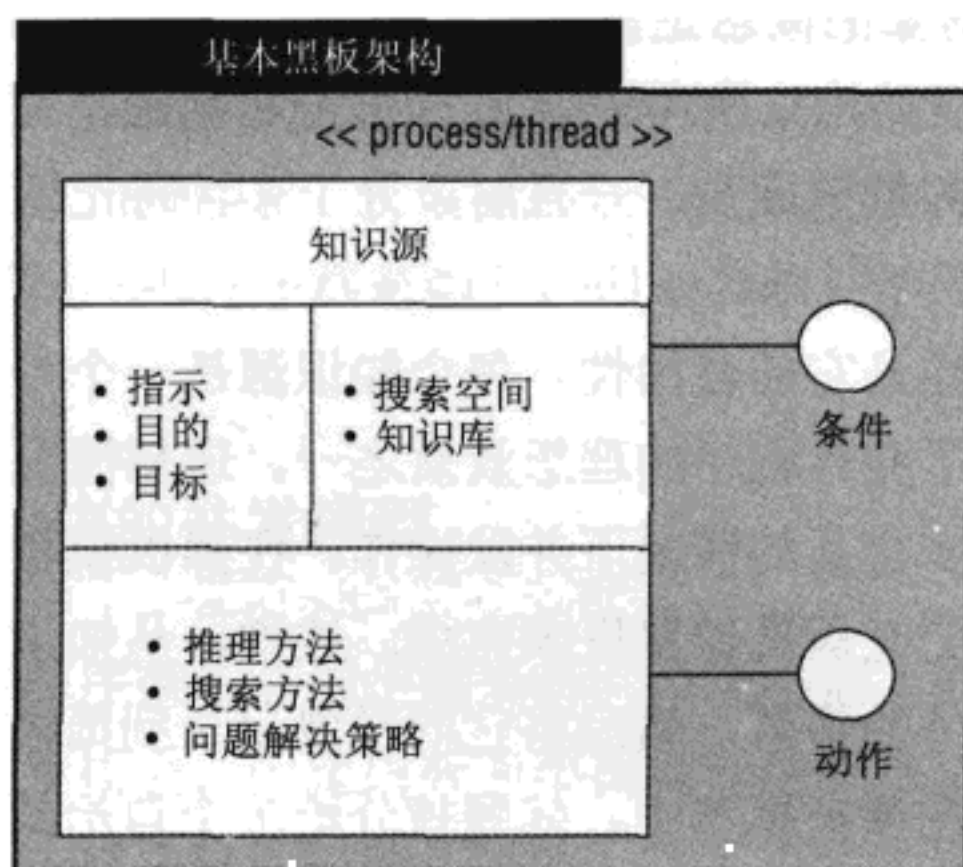 基本黑板架构
<< process/thread >>
知识源
• 指示
• 目的
• 目标
• 搜索空间
• 知识库
条件
• 推理方法
• 搜索方法
• 问题解决策略
动作